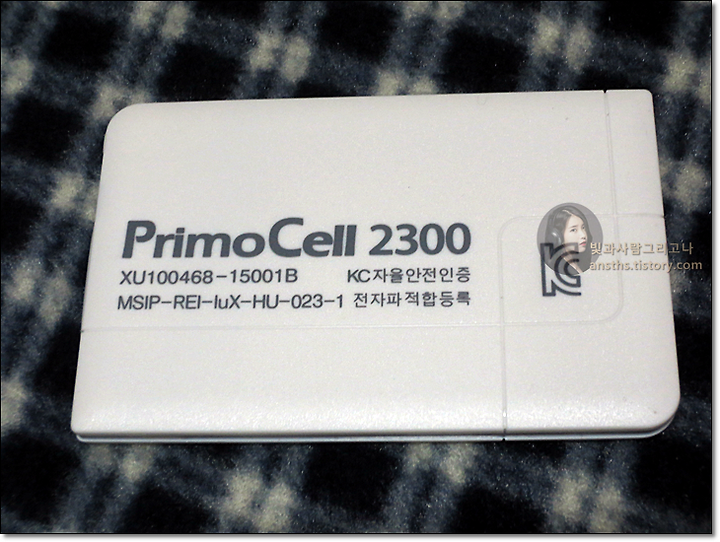 PrimoCell 2300
XU100468-15001B KC자율안전인증
MSIP-REI-luX-HU-023-1 전자파적합등록
빛과사람그리고나
ansths.tistory.com